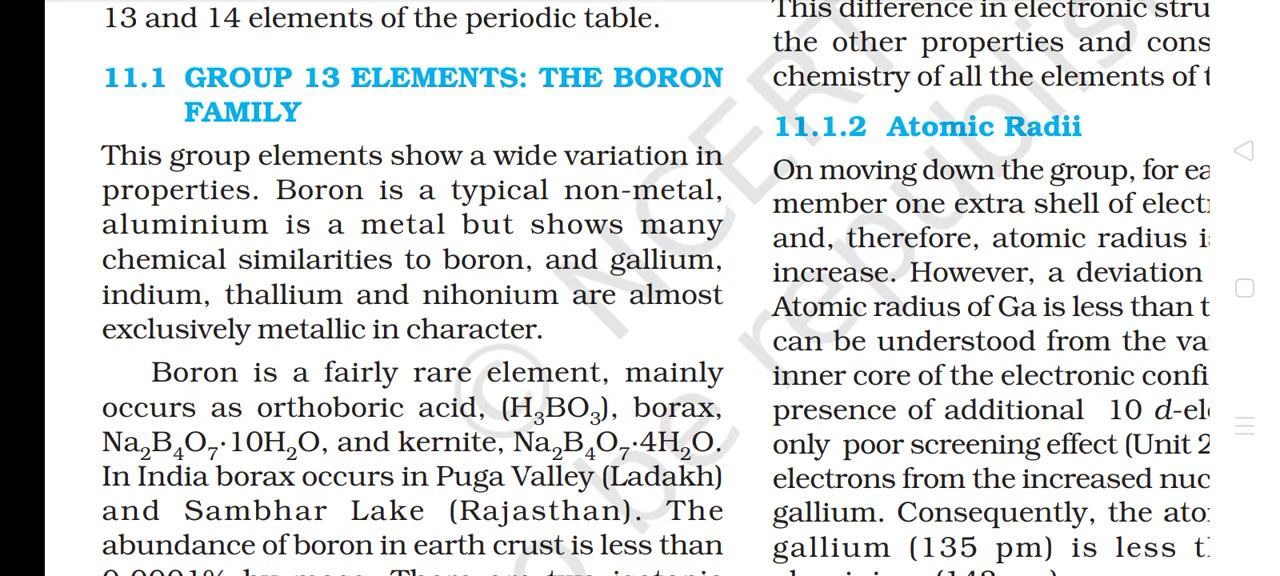 13 and 14 elements of the periodic table.
11.1 GROUP 13 ELEMENTS: THE BORON
FAMILY
This group elements show a wide variation in
properties. Boron is a typical non-metal,
aluminium is a metal but shows many
chemical similarities to boron, and gallium,
indium, thallium and nihonium are almost
exclusively metallic in character.
Boron is a fairly rare element, mainly
occurs as orthoboric acid, (H₃BO₃), borax,
Na₂B₄O₇·10H₂O, and kernite, Na₂B₄O₇·4H₂O.
In India borax occurs in Puga Valley (Ladakh)
and Sambhar Lake (Rajasthan). The
abundance of boron in earth crust is less than
This difference in electronic
the other properties and
chemistry of all the elements of
11.1.2 Atomic Radii
On moving down the group, for
member one extra shell of
and, therefore, atomic radius
increase. However, a deviation
Atomic radius of Ga is less than
can be understood from the
inner core of the electronic
presence of additional 10
only poor screening effect (Unit 2
electrons from the increased
gallium. Consequently, the
gallium (135 pm) is less
© NCERT
be republis